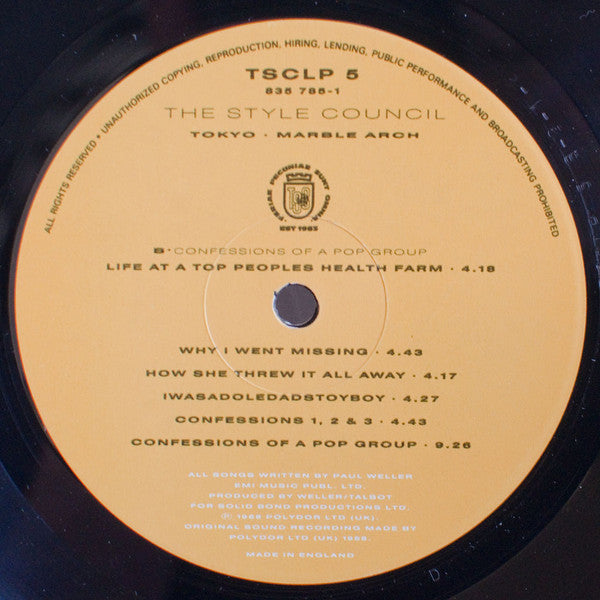 ALL RIGHTS RESERVED • UNAUTHORIZED COPYING, REPRODUCTION, HIRING, LENDING, PUBLIC PERFORMANCE AND BROADCASTING PROHIBITED
TSCLP 5
835 785-1
THE STYLE COUNCIL
TOKYO · MARBLE ARCH
FERIAE PECUNIAE SUNT OMNIA
EST 1983
B · CONFESSIONS OF A POP GROUP
LIFE AT A TOP PEOPLES HEALTH FARM · 4.18
WHY I WENT MISSING · 4.43
HOW SHE THREW IT ALL AWAY · 4.17
IWASADOLEDADSTOYBOY · 4.27
CONFESSIONS 1, 2 & 3 · 4.43
CONFESSIONS OF A POP GROUP · 9.26
ALL SONGS WRITTEN BY PAUL WELLER
EMI MUSIC PUBL. LTD.
PRODUCED BY WELLER/TALBOT
FOR SOLID BOND PRODUCTIONS LTD.
℗ 1988 POLYDOR LTD (UK).
ORIGINAL SOUND RECORDING MADE BY
POLYDOR LTD (UK) 1988.
MADE IN ENGLAND